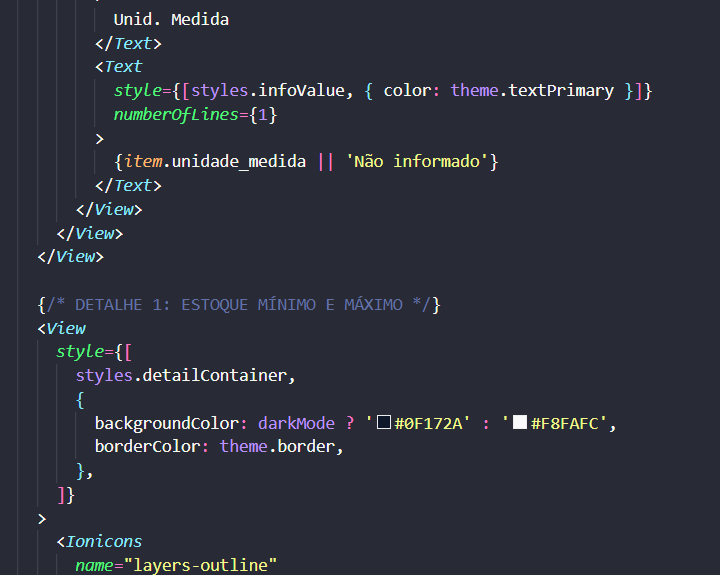 Unid. Medida
</Text>
<Text
style={[styles.infoValue, { color: theme.textPrimary }]}
numberOfLines={1}
>
{item.unidade_medida || 'Não informado'}
</Text>
</View>
</View>
</View>
{/* DETALHE 1: ESTOQUE MÍNIMO E MÁXIMO */}
<View
style={[
styles.detailContainer,
{
backgroundColor: darkMode ? '#0F172A' : '#F8FAFC',
borderColor: theme.border,
},
]}
>
<Ionicons
name="layers-outline"